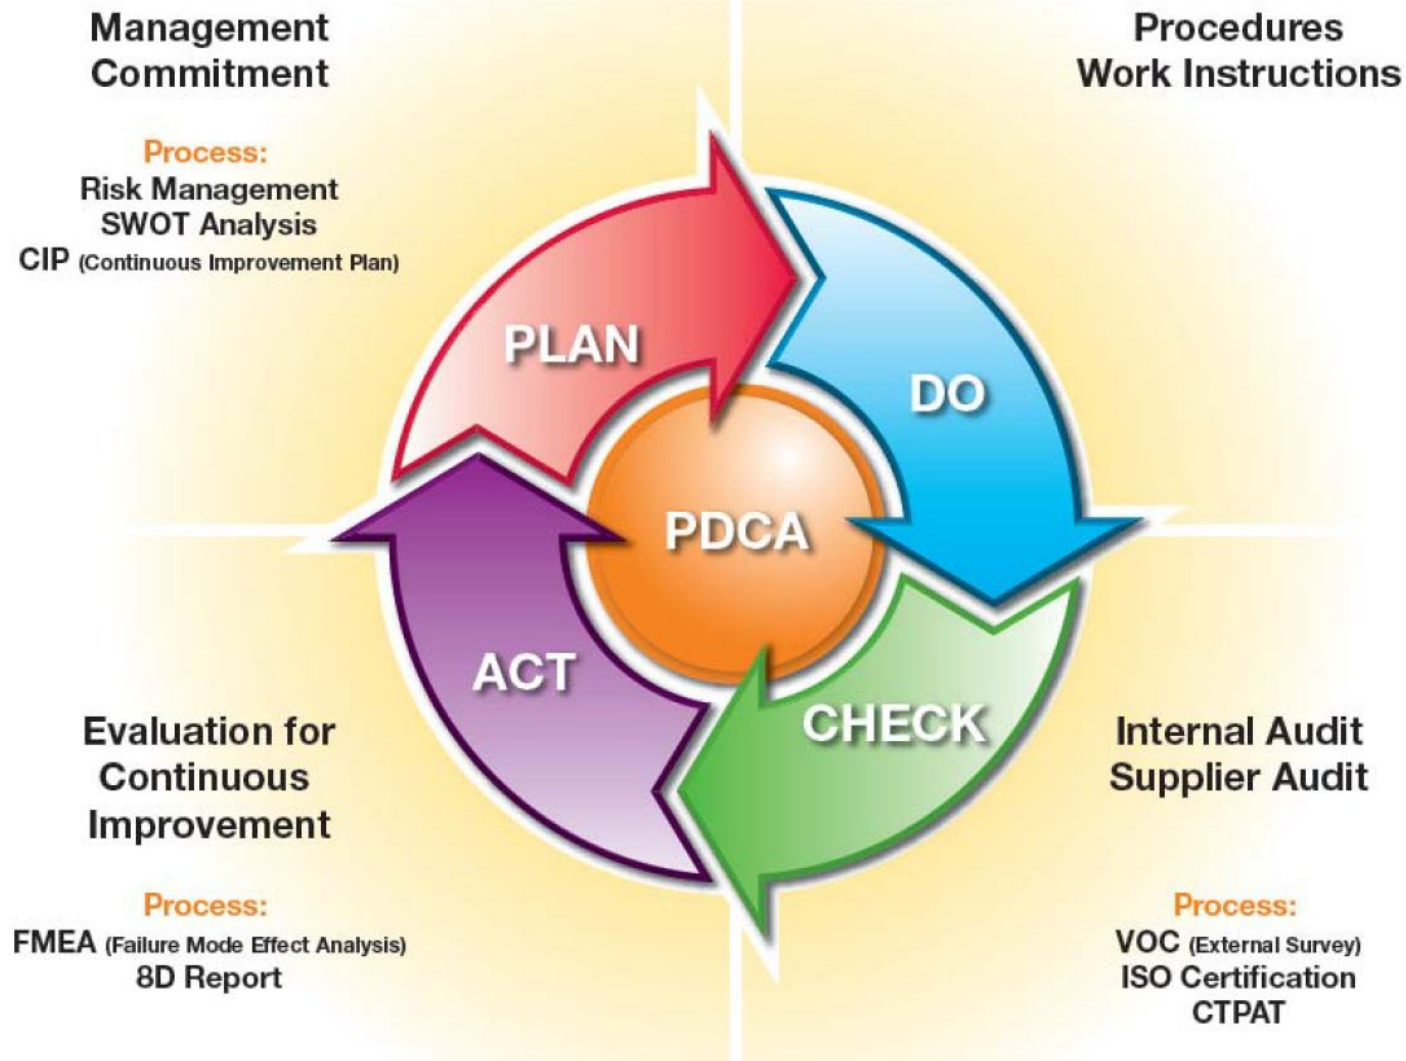 Management
Commitment
Process:
Risk Management
SWOT Analysis
CIP (Continuous Improvement Plan)
Procedures
Work Instructions
PLAN
DO
PDCA
ACT
CHECK
Evaluation for
Continuous
Improvement
Process:
FMEA (Failure Mode Effect Analysis)
8D Report
Internal Audit
Supplier Audit
Process:
VOC (External Survey)
ISO Certification
CTPAT